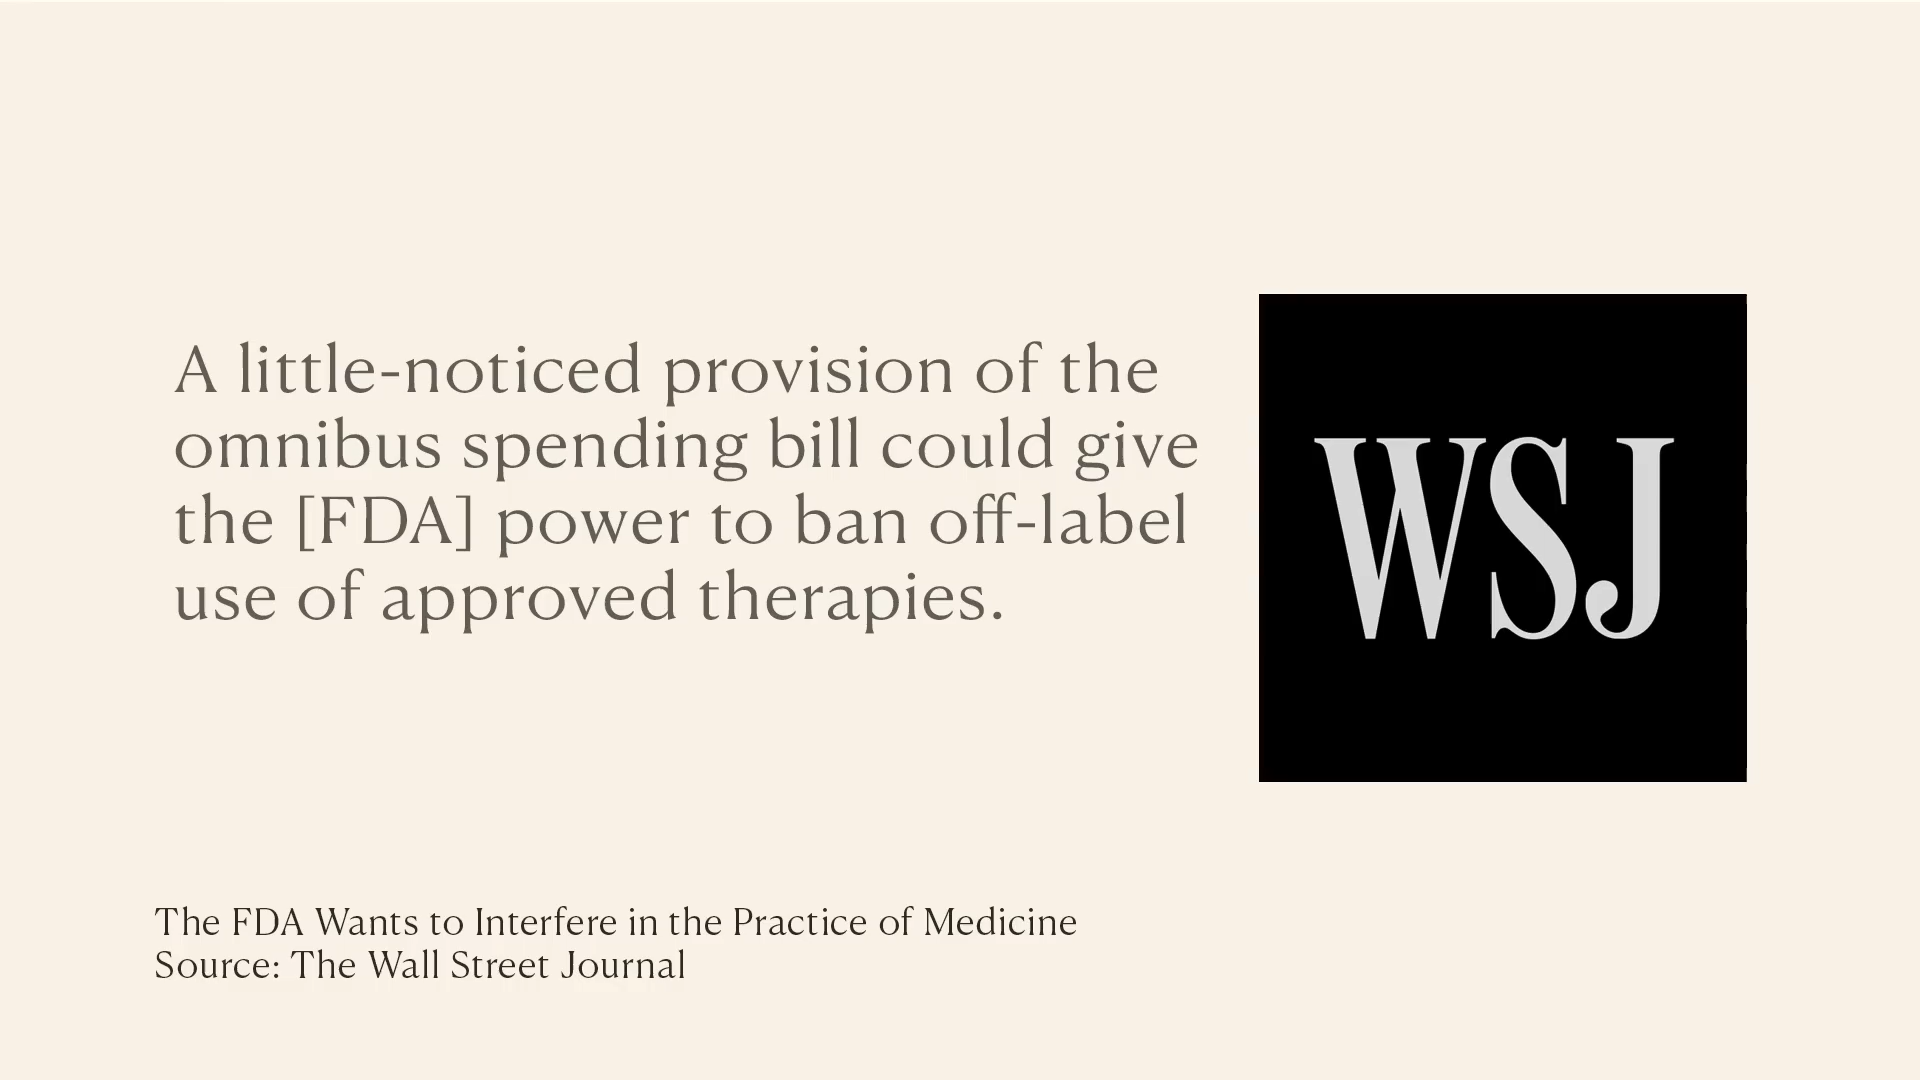 A little-noticed provision of the
omnibus spending bill could give
the [FDA] power to ban off-label
use of approved therapies.
WSJ
The FDA Wants to Interfere in the Practice of Medicine
Source: The Wall Street Journal